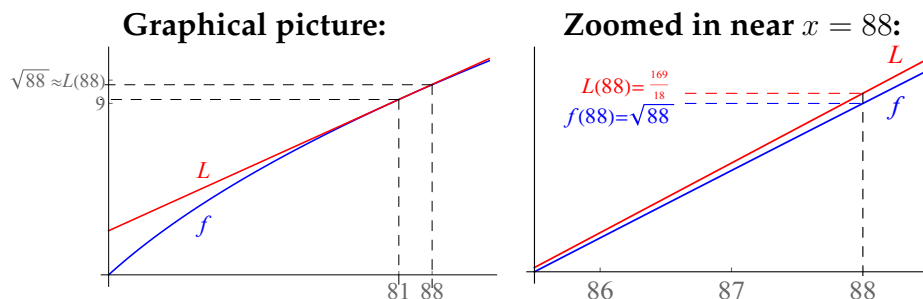 Graphical picture:
√88 ≈L(88)
9
L
f
81
88
Zoomed in near x = 88:
L
L(88)= 169/18
f(88)=√88
f
86
87
88